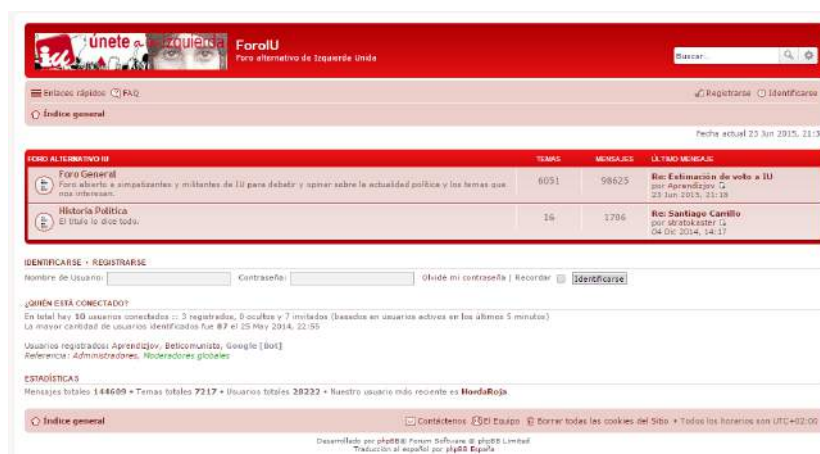 únete a la izquierda
iu
ForoIU
Foro alternativo de Izquierda Unida
Buscar…
Enlaces rápidos FAQ
Registrarse Identificarse
Índice general
Fecha actual 23 Jun 2015, 21:3
FORO ALTERNATIVO IU TEMAS MENSAJES ÚLTIMO MENSAJE
Foro General
Foro abierto a simpatizantes y militantes de IU para debatir y opinar sobre la actualidad política y los temas que
nos interesan.
6051 98625
Re: Estimación de voto a IU
por Aprendizjov
23 Jun 2015, 21:18
Historia Política
El título lo dice todo.
16 1786
Re: Santiago Carrillo
por stratokaster
04 Dic 2014, 14:17
IDENTIFICARSE • REGISTRARSE
Nombre de Usuario: Contraseña: Olvidé mi contraseña | Recordar Identificarse
¿QUIÉN ESTÁ CONECTADO?
En total hay 10 usuarios conectados :: 3 registrados, 0 ocultos y 7 invitados (basados en usuarios activos en los últimos 5 minutos)
La mayor cantidad de usuarios identificados fue 87 el 25 May 2014, 22:55
Usuarios registrados: Aprendizjov, Beticomunista, Google [Bot]
Referencia: Administradores, Moderadores globales
ESTADÍSTICAS
Mensajes totales 144609 • Temas totales 7217 • Usuarios totales 28222 • Nuestro usuario más reciente es HordaRoja
Índice general
Contáctenos El Equipo Borrar todas las cookies del Sitio • Todos los horarios son UTC+02:00
Desarrollado por phpBB® Forum Software © phpBB Limited
Traducción al español por phpBB España